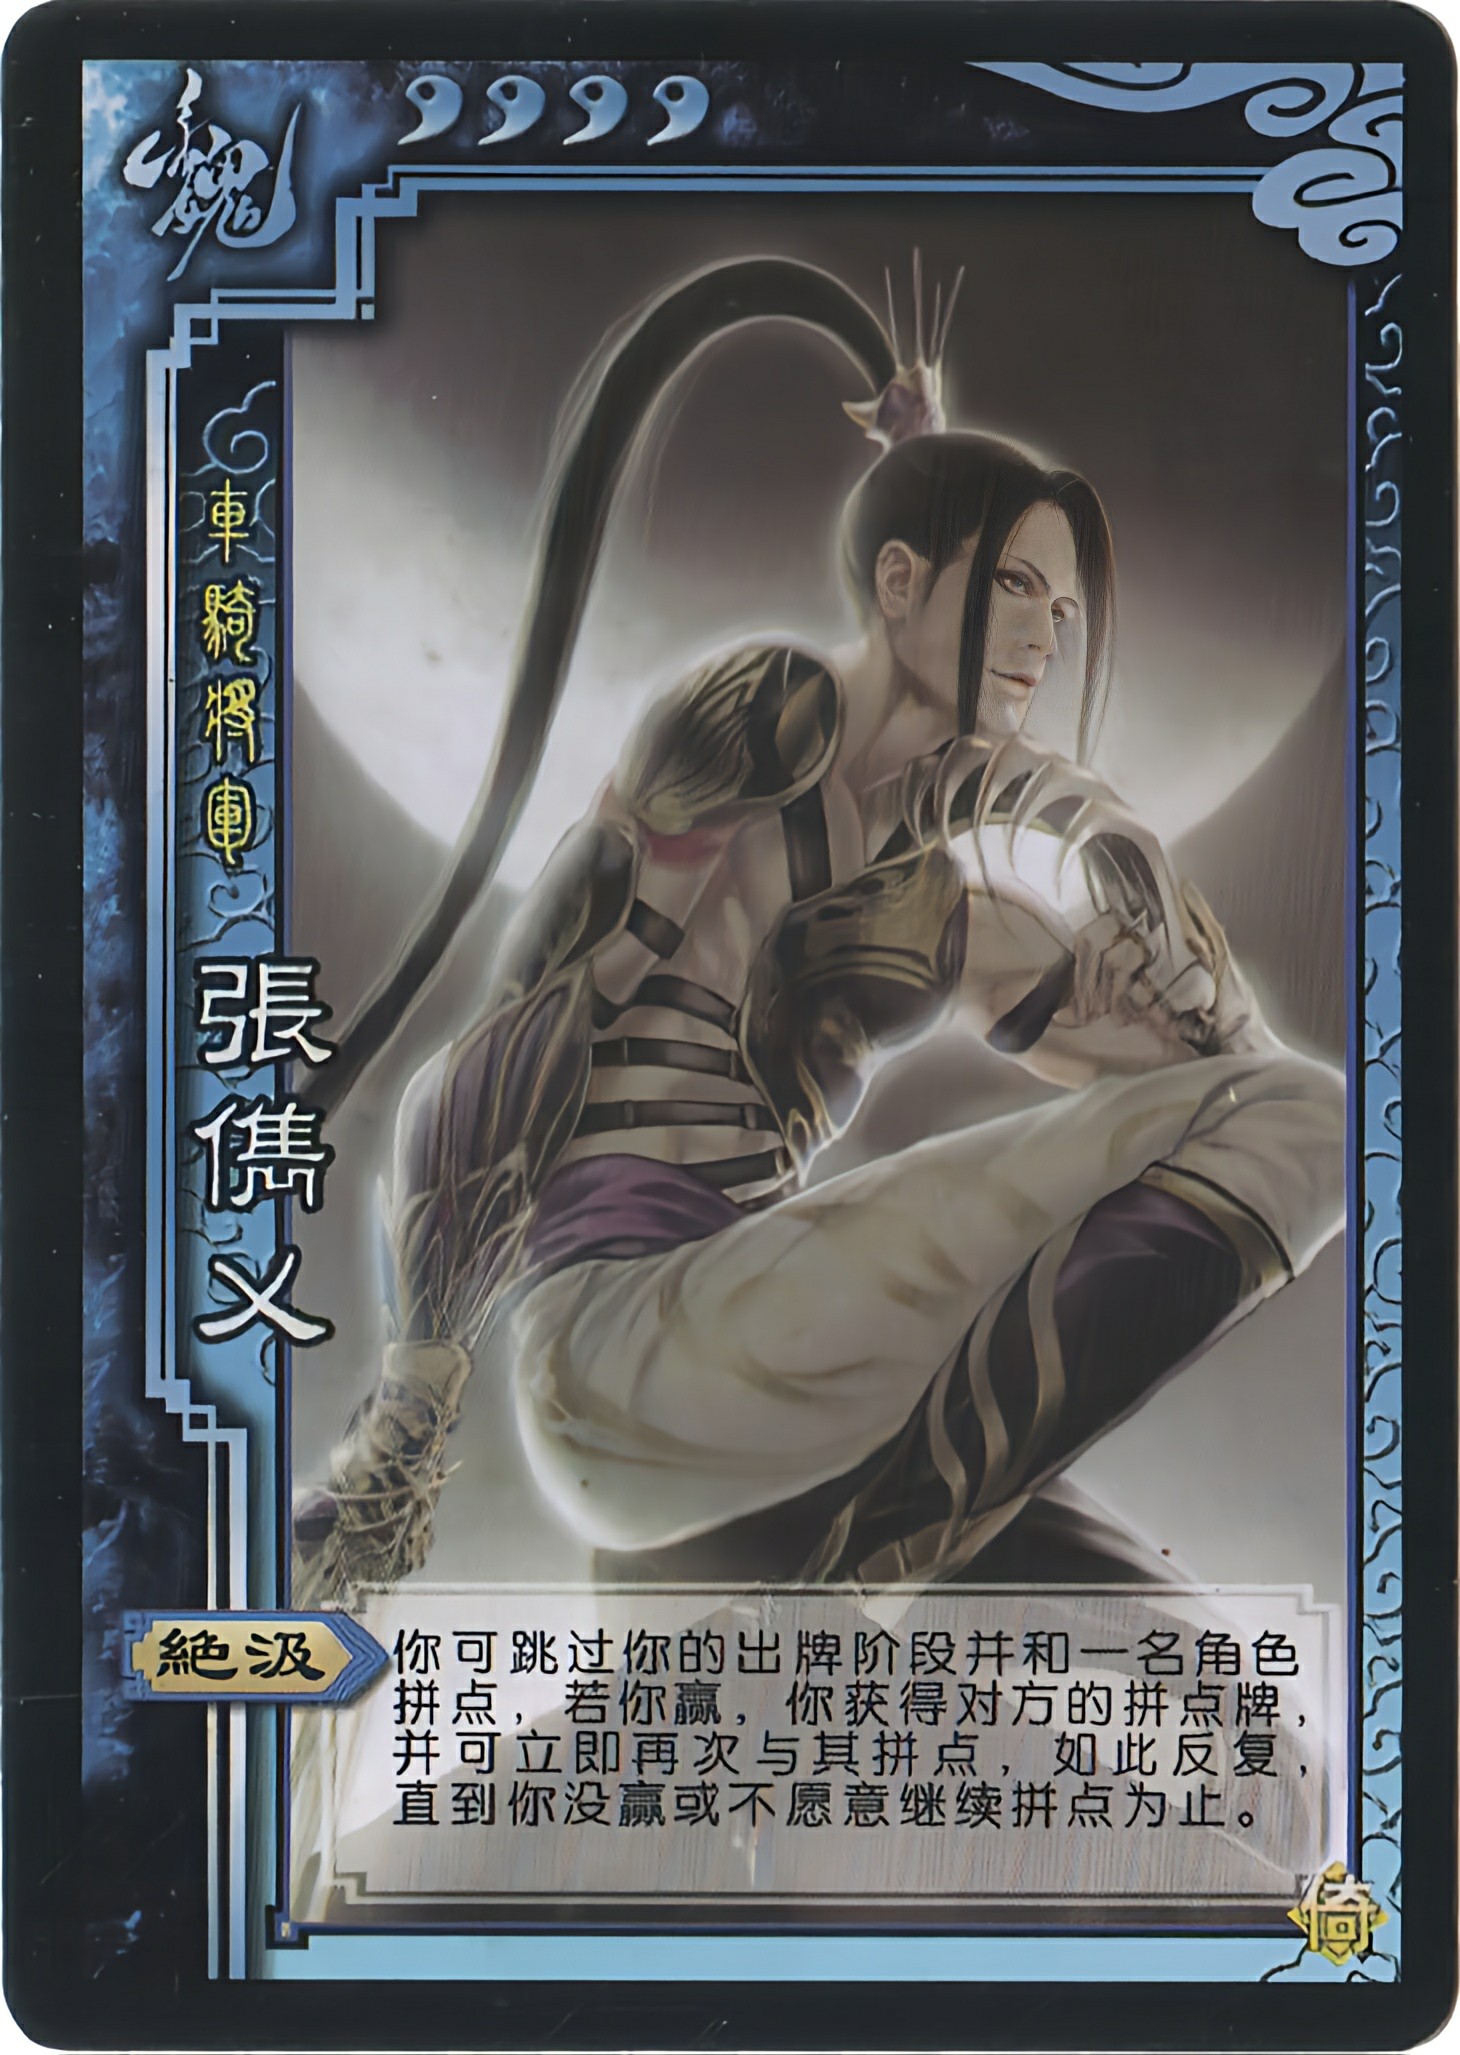 魏
車騎将軍
張儁乂
絶汲
你可跳过你的出牌阶段并和一名角色
拼点，若你赢，你获得对方的拼点牌，
并可立即再次与其拼点，如此反复，
直到你没赢或不愿意继续拼点为止。
倚